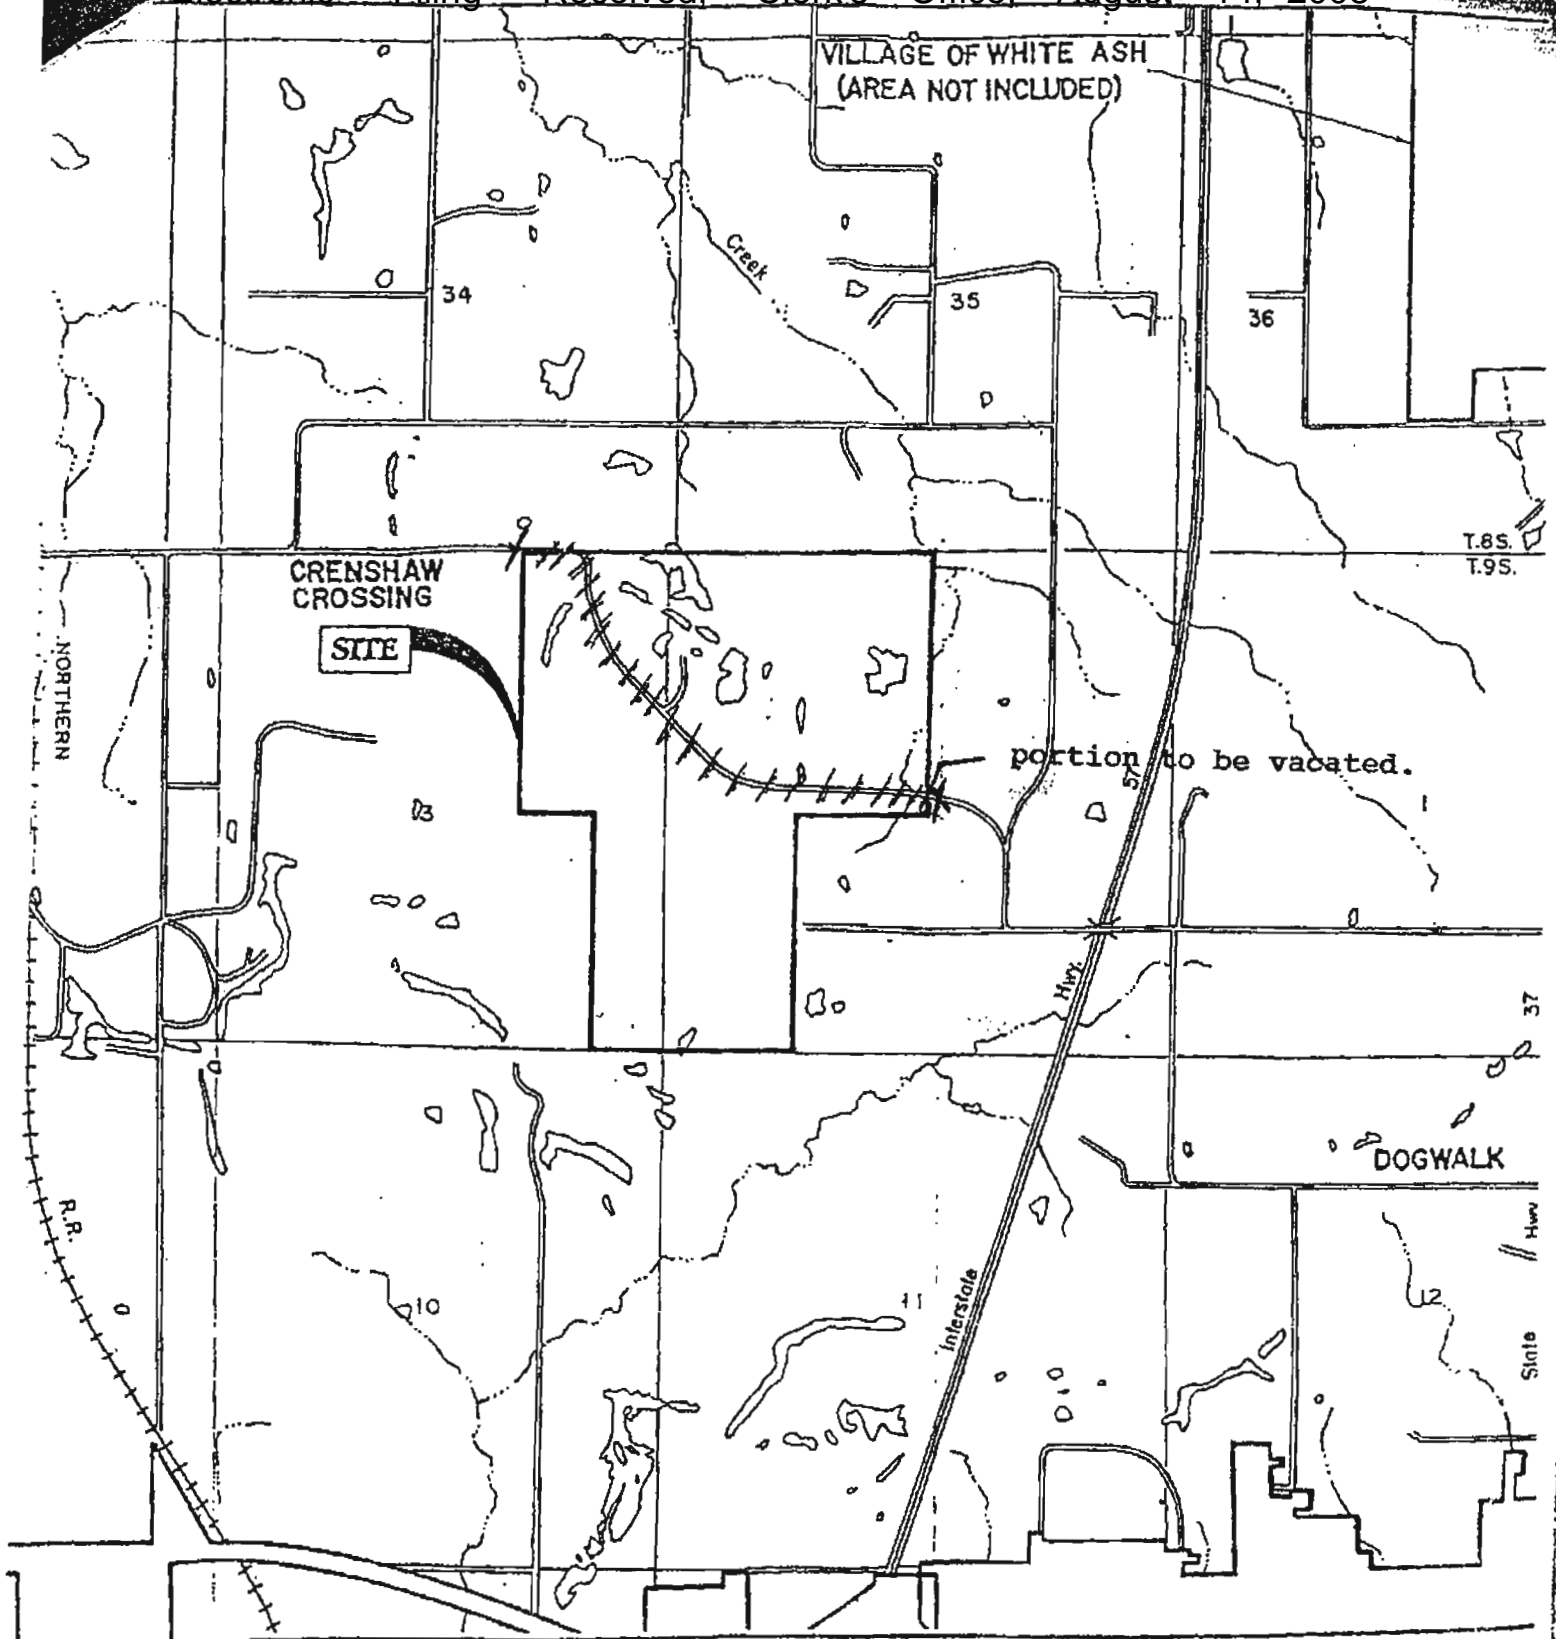 VILLAGE OF WHITE ASH
(AREA NOT INCLUDED)
Creek
34
35
36
T.8S.
T.9S.
CRENSHAW
CROSSING
SITE
NORTHERN
portion to be vacated.
57
3
1
Hwy.
37
DOGWALK
R.R.
Hwy
10
11
12
Interstate
State